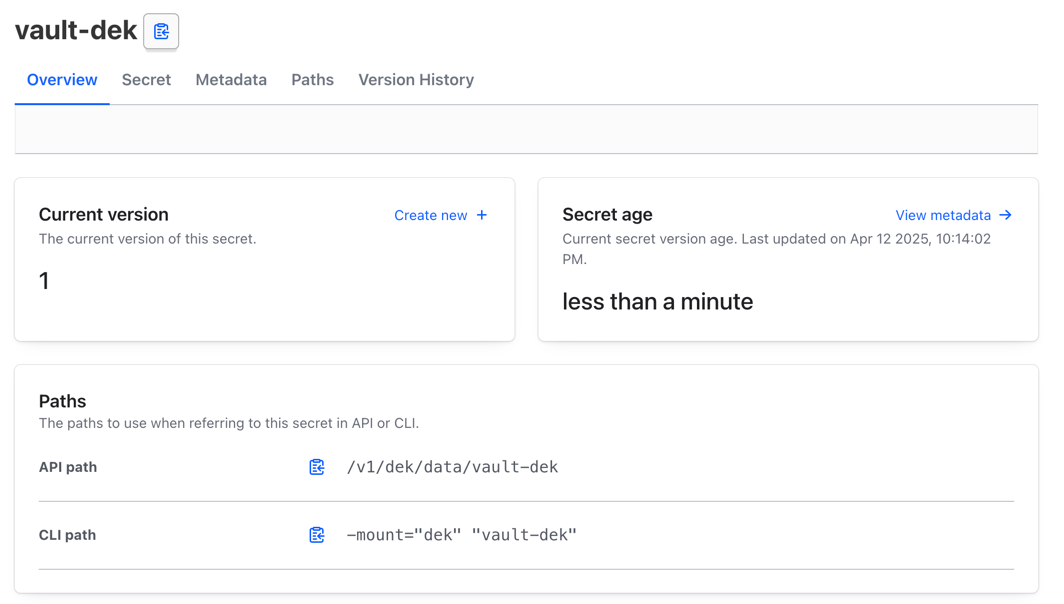 vault-dek
Overview Secret Metadata Paths Version History
Current version
Create new +
The current version of this secret.
1
Secret age
View metadata →
Current secret version age. Last updated on Apr 12 2025, 10:14:02
PM.
less than a minute
Paths
The paths to use when referring to this secret in API or CLI.
API path /v1/dek/data/vault-dek
CLI path -mount="dek" "vault-dek"